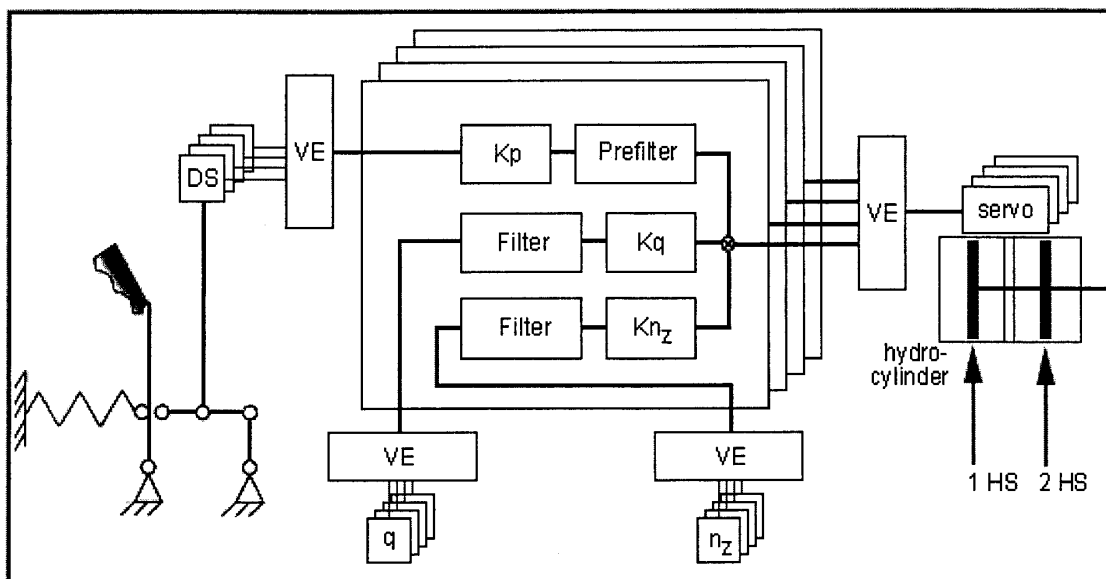 VE
DS
Kp
Prefilter
VE
servo
Filter
Kq
Filter
Knz
hydro-
cylinder
VE
VE
1 HS
2 HS
q
nz